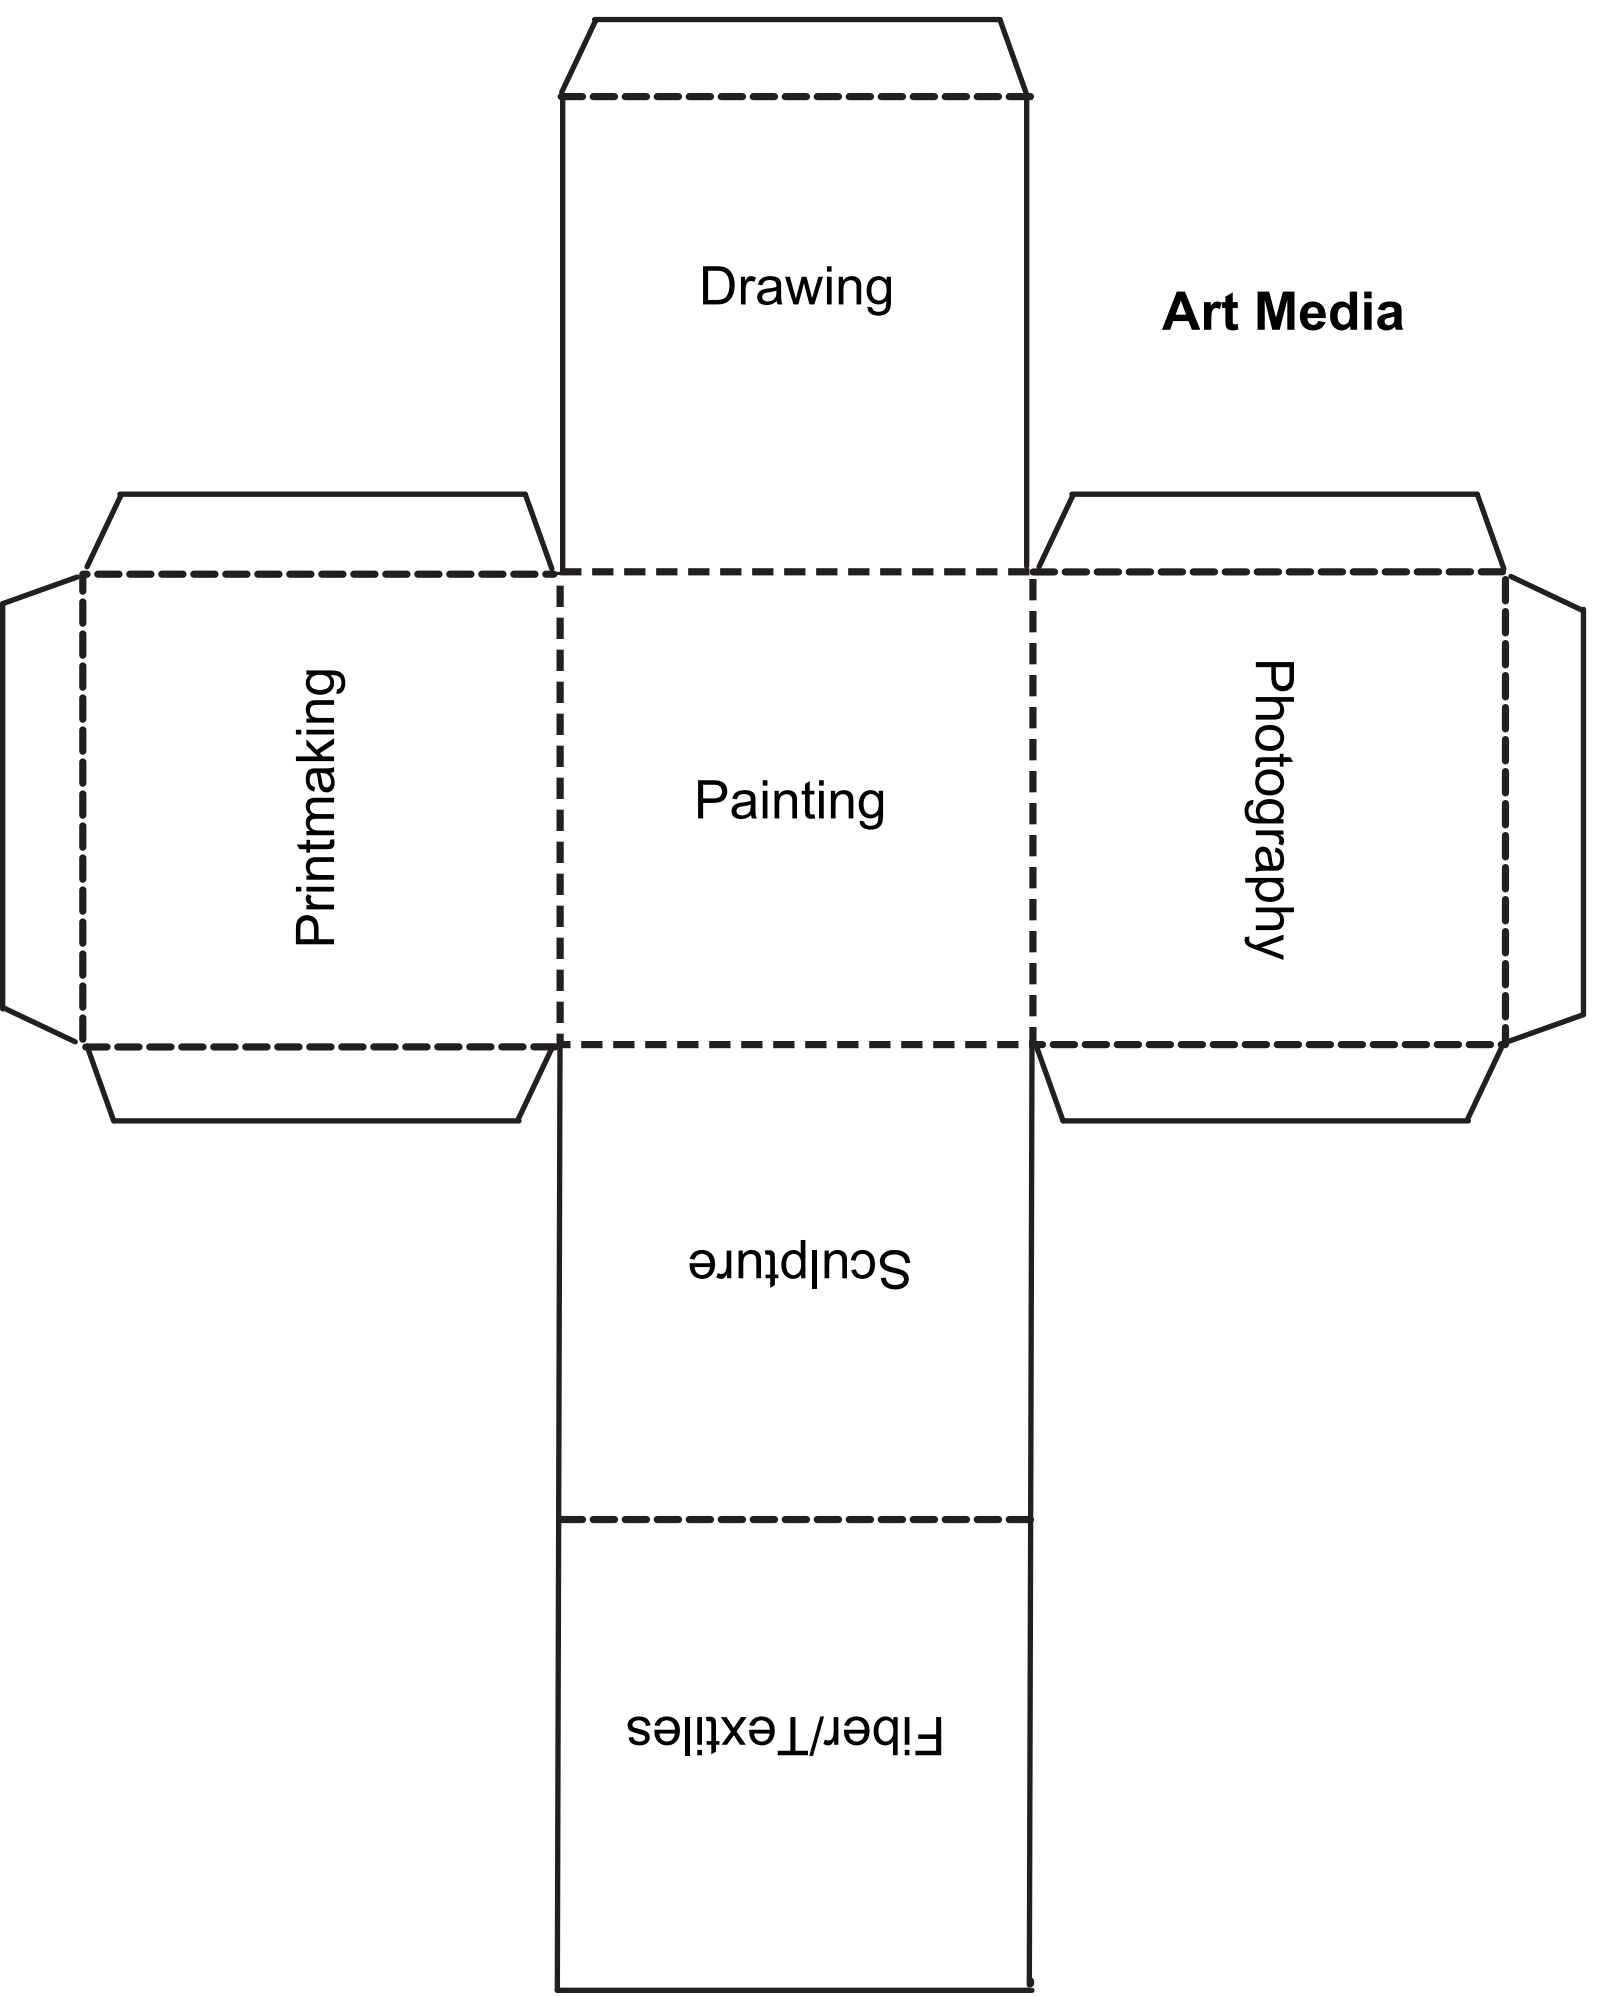 Drawing
Art Media
Printmaking
Painting
Photography
Sculpture
Fiber/Textiles